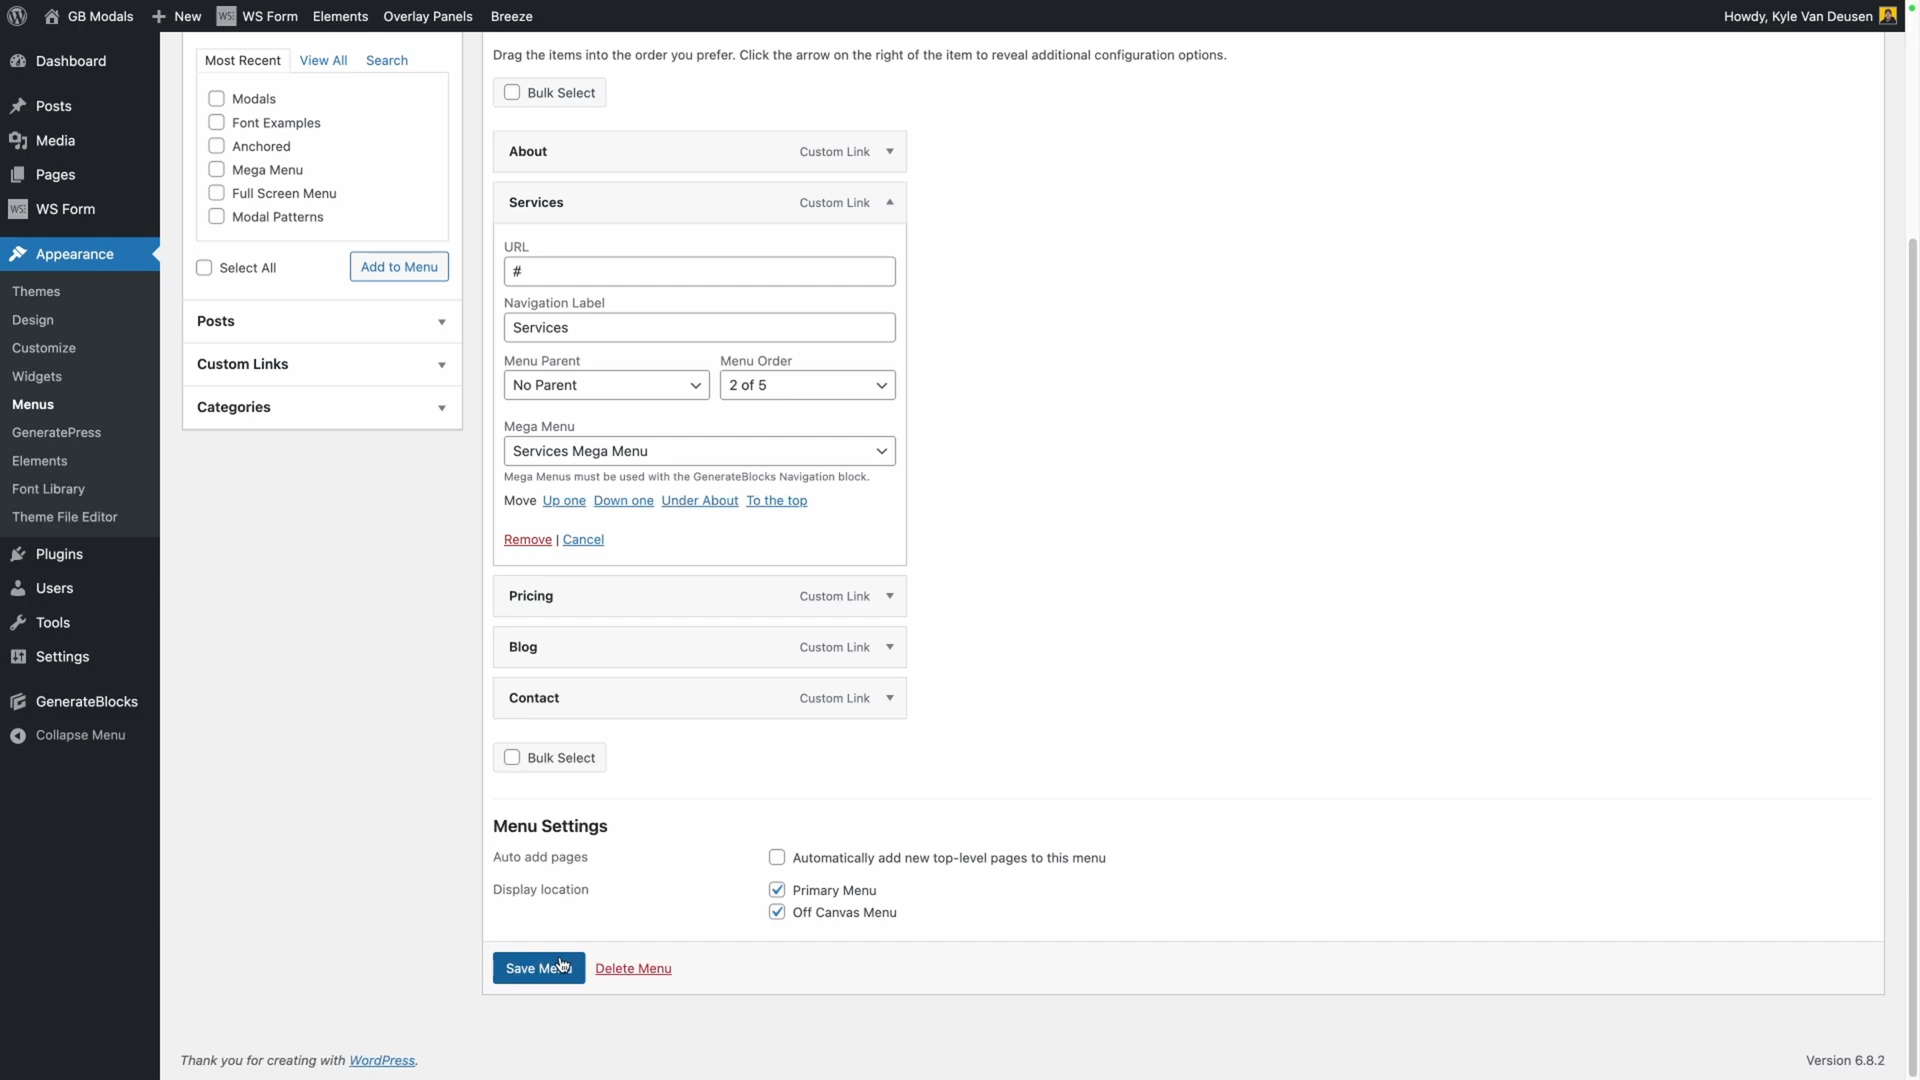 GB Modals
New
WS Form
Elements
Overlay Panels
Breeze
Howdy, Kyle Van Deusen
Dashboard
Posts
Media
Pages
WS Form
Appearance
Themes
Design
Customize
Widgets
Menus
GeneratePress
Elements
Font Library
Theme File Editor
Plugins
Users
Tools
Settings
GenerateBlocks
Collapse Menu
Most Recent
View All
Search
Modals
Font Examples
Anchored
Mega Menu
Full Screen Menu
Modal Patterns
Select All
Add to Menu
Posts
Custom Links
Categories
Drag the items into the order you prefer. Click the arrow on the right of the item to reveal additional configuration options.
Bulk Select
About
Custom Link
Services
Custom Link
URL
#
Navigation Label
Services
Menu Parent
Menu Order
No Parent
2 of 5
Mega Menu
Services Mega Menu
Mega Menus must be used with the GenerateBlocks Navigation block.
Move Up one Down one Under About To the top
Remove | Cancel
Pricing
Custom Link
Blog
Custom Link
Contact
Custom Link
Bulk Select
Menu Settings
Auto add pages
Automatically add new top-level pages to this menu
Display location
Primary Menu
Off Canvas Menu
Save Menu
Delete Menu
Thank you for creating with WordPress.
Version 6.8.2